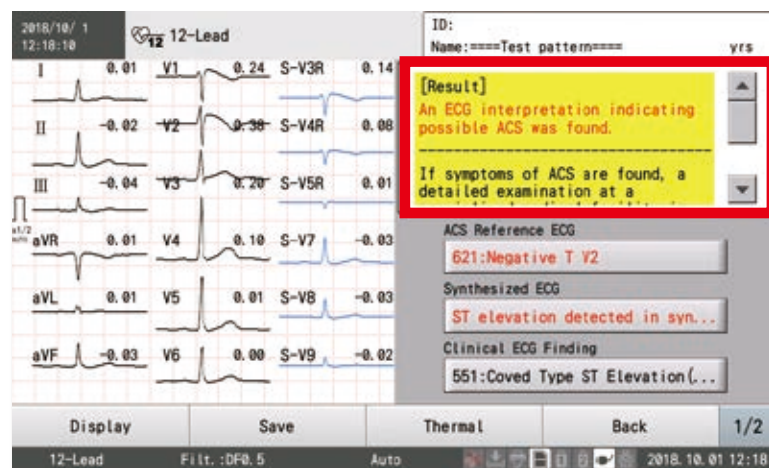 2018/10/ 1
12:18:10
12 12-Lead
ID:
Name:====Test pattern==== yrs
I 0.01 V1 0.24 S-V3R 0.14
II -0.02 V2 0.38 S-V4R 0.08
III -0.04 V3 0.20 S-V5R 0.01
x1/2
auto
aVR 0.01 V4 0.10 S-V7 -0.03
aVL 0.01 V5 0.01 S-V8 -0.03
aVF -0.03 V6 0.00 S-V9 -0.02
[Result]
An ECG interpretation indicating
possible ACS was found.
If symptoms of ACS are found, a
detailed examination at a
ACS Reference ECG
621:Negative T V2
Synthesized ECG
ST elevation detected in syn...
Clinical ECG Finding
551:Coved Type ST Elevation(...
Display Save Thermal Back 1/2
12-Lead Filt.:DF0.5 Auto 2018.10.01 12:18